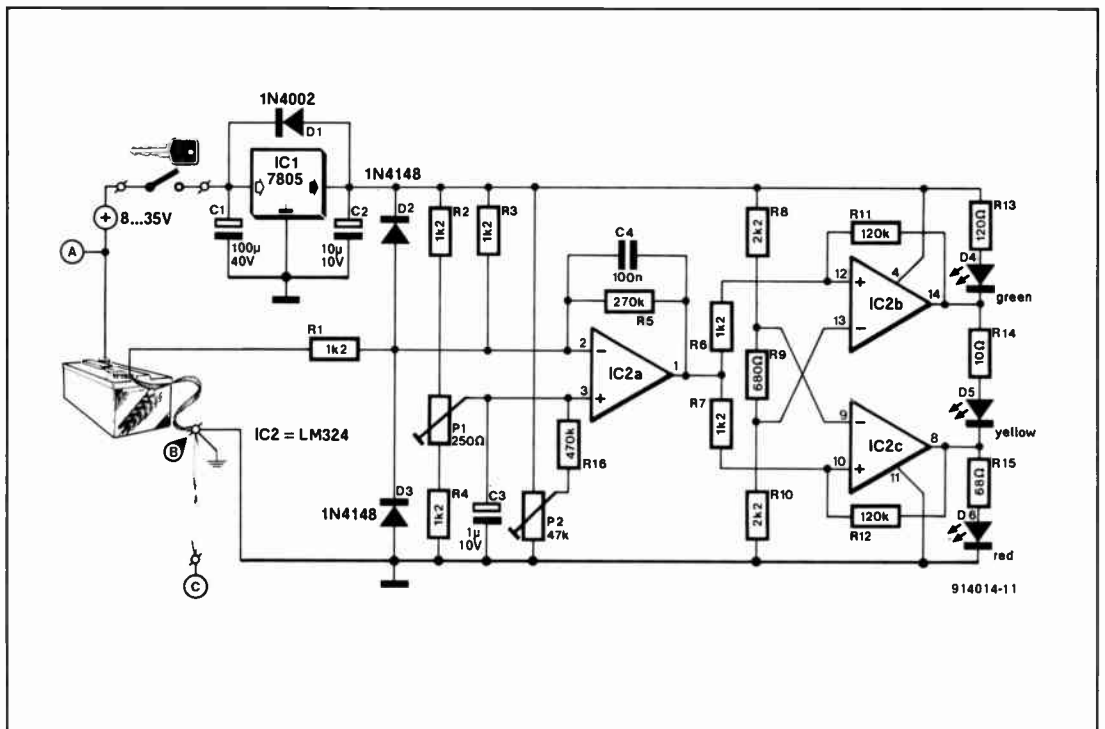 1N4002
D1
IC1
7805
1N4148
8...35V
C1
100µ
40V
C2
10µ
10V
D2
R2
1k2
R3
1k2
R8
2k2
R11
120k
R13
120Ω
D4
green
A
C4
100n
270k
R5
12
+
4
IC2b
14
13
−
R14
10Ω
R1
1k2
2
−
IC2a
1
3
+
R6
1k2
R9
680Ω
R7
1k2
D5
yellow
B
IC2 = LM324
P1
250Ω
470k
R16
9
−
8
IC2c
10
+
11
R15
68Ω
D3
1N4148
R4
1k2
C3
1µ
10V
P2
47k
R10
2k2
120k
R12
D6
red
C
914014-11